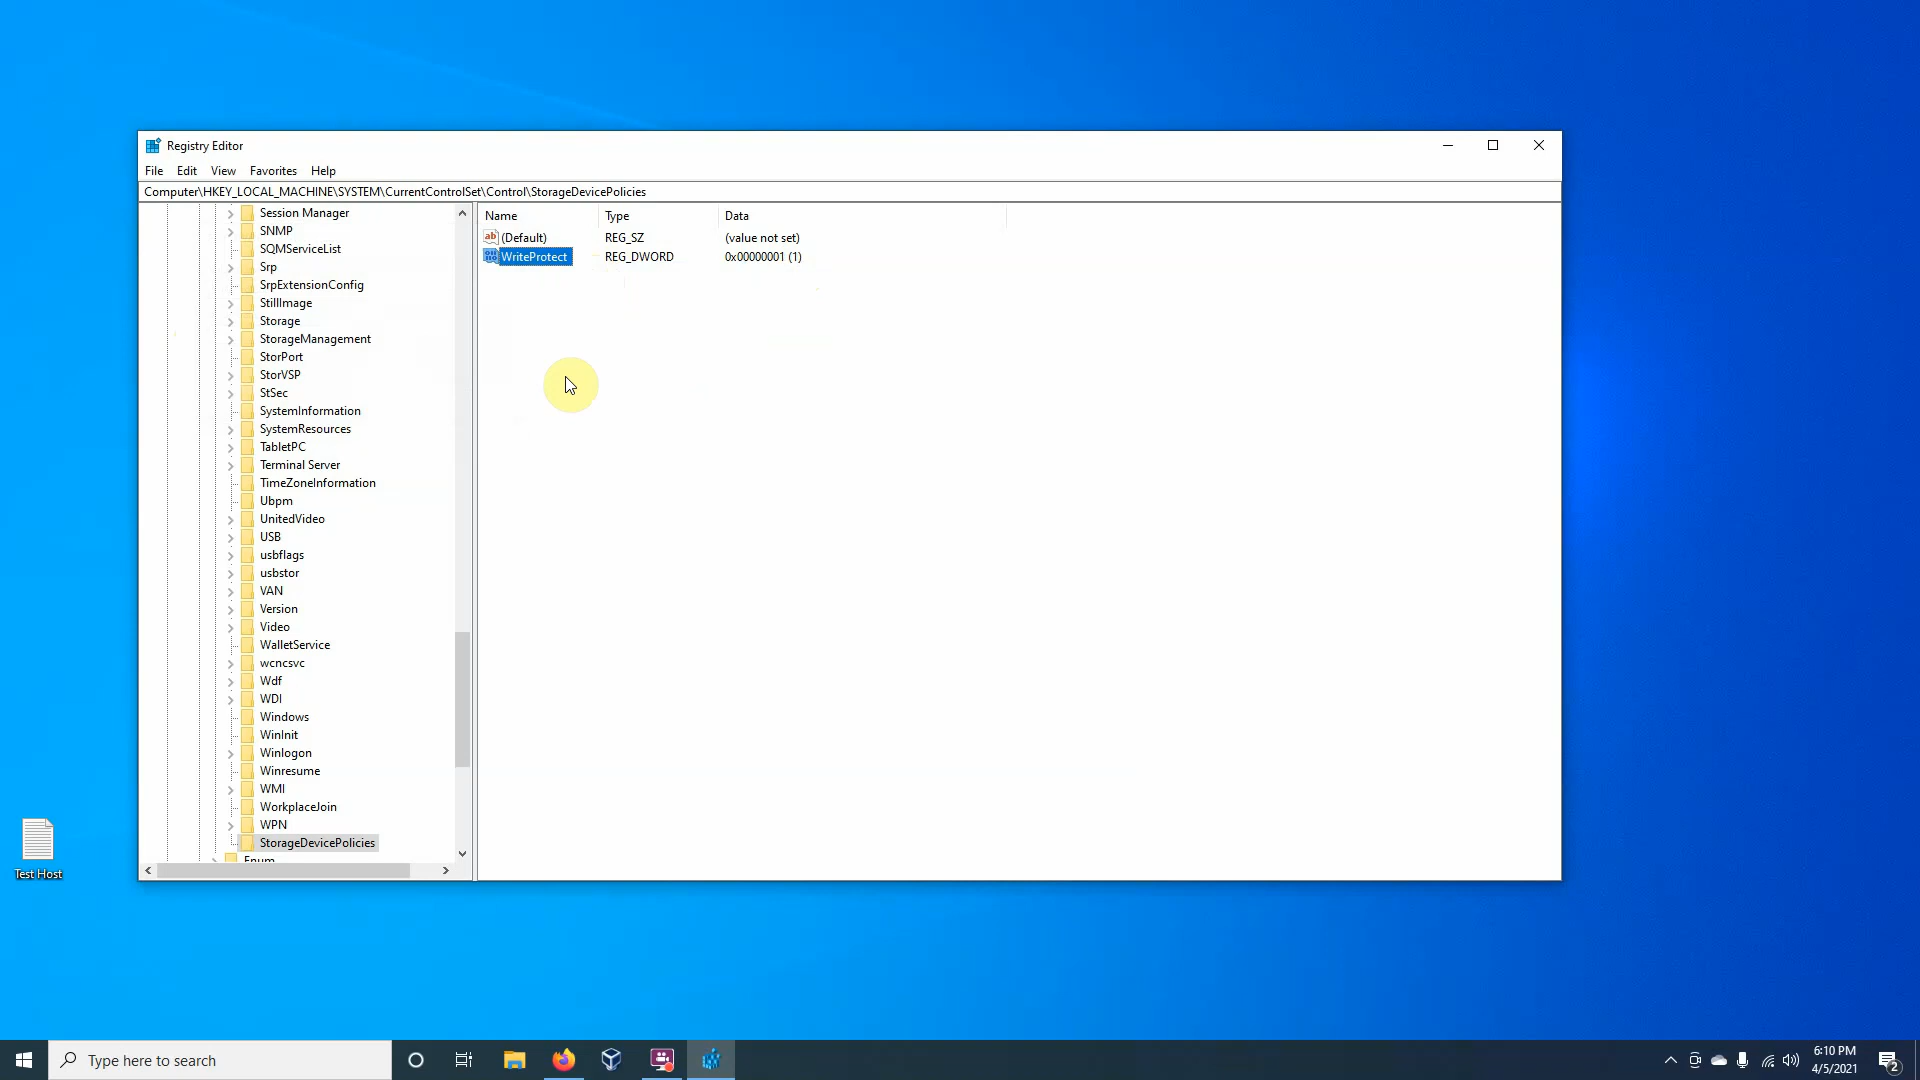 Registry Editor
File Edit View Favorites Help
Computer\HKEY_LOCAL_MACHINE\SYSTEM\CurrentControlSet\Control\StorageDevicePolicies
Session Manager
SNMP
SQMServiceList
Srp
SrpExtensionConfig
StillImage
Storage
StorageManagement
StorPort
StorVSP
StSec
SystemInformation
SystemResources
TabletPC
Terminal Server
TimeZoneInformation
Ubpm
UnitedVideo
USB
usbflags
usbstor
VAN
Version
Video
WalletService
wcncsvc
Wdf
WDI
Windows
WinInit
Winlogon
Winresume
WMI
WorkplaceJoin
WPN
StorageDevicePolicies
Enum
Name Type Data
(Default) REG_SZ (value not set)
WriteProtect REG_DWORD 0x00000001 (1)
Test Host
Type here to search
6:10 PM
4/5/2021
2